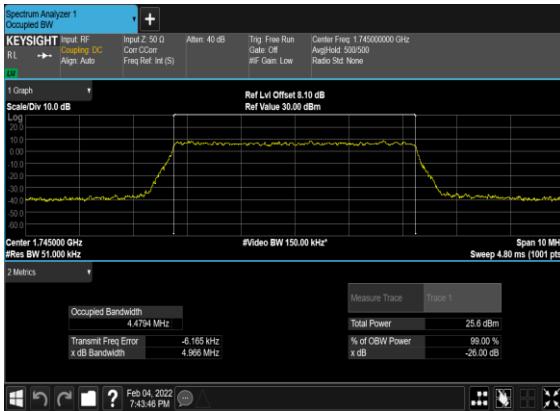 Spectrum Analyzer 1
Occupied BW
KEYSIGHT
RL
Input: RF
Coupling: DC
Align: Auto
Input Z: 50 Ω
Corr CCorr
Freq Ref: Int (S)
Atten: 40 dB
Trig: Free Run
Gate: Off
#IF Gain: Low
Center Freq: 1.745000000 GHz
Avg|Hold: 500/500
Radio Std: None
1 Graph
Scale/Div 10.0 dB
Ref Lvl Offset 8.10 dB
Ref Value 30.00 dBm
Log
20.0
10.0
0.00
-10.0
-20.0
-30.0
-40.0
-50.0
-60.0
Center 1.745000 GHz
#Res BW 51.000 kHz
#Video BW 150.00 kHz*
Span 10 MH
Sweep 4.80 ms (1001 pts
2 Metrics
Measure Trace Trace 1
Occupied Bandwidth
4.4794 MHz
Total Power 25.6 dBm
Transmit Freq Error -6.165 kHz
% of OBW Power 99.00 %
x dB Bandwidth 4.966 MHz
x dB -26.00 dB
Feb 04, 2022
7:43:46 PM